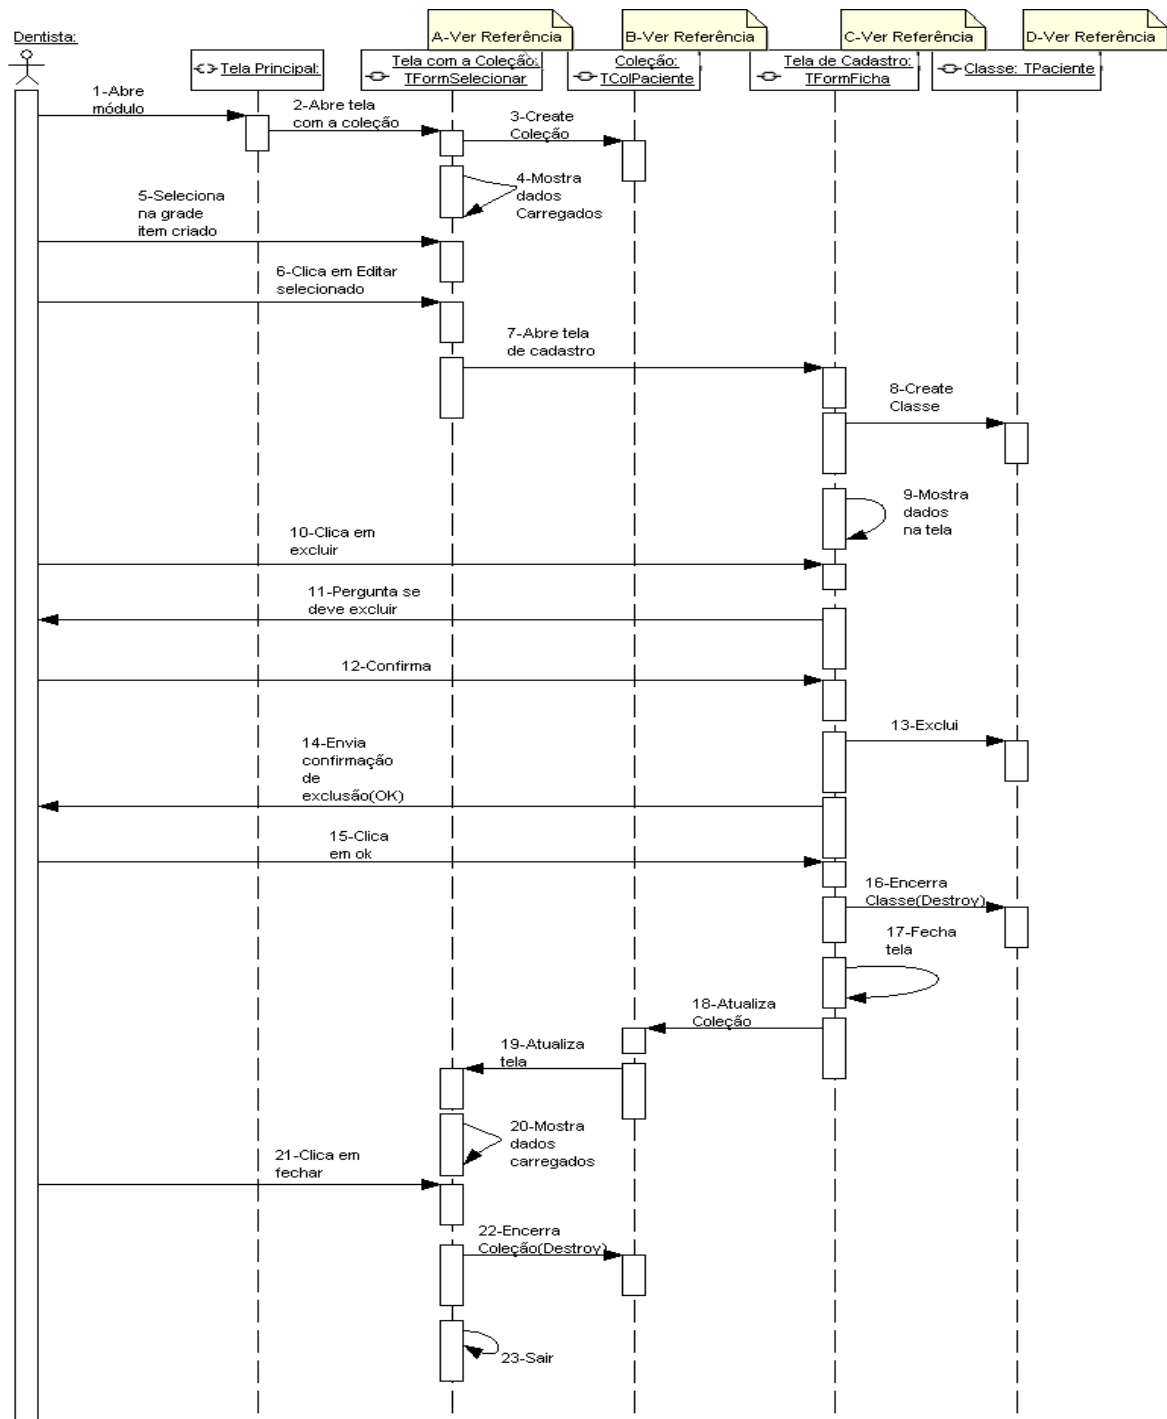 Dentista:
A-Ver Referência
B-Ver Referência
C-Ver Referência
D-Ver Referência
Tela Principal:
Tela com a Coleção:
TFormSelecionar
Coleção:
TColPaciente
Tela de Cadastro:
TFormFicha
Classe: TPaciente
1-Abre
módulo
2-Abre tela
com a coleção
3-Create
Coleção
4-Mostra
dados
Carregados
5-Seleciona
na grade
item criado
6-Clica em Editar
selecionado
7-Abre tela
de cadastro
8-Create
Classe
9-Mostra
dados
na tela
10-Clica em
excluir
11-Pergunta se
deve excluir
12-Confirma
13-Exclui
14-Envia
confirmação
de
exclusão(OK)
15-Clica
em ok
16-Encerra
Classe(Destroy)
17-Fecha
tela
18-Atualiza
Coleção
19-Atualiza
tela
20-Mostra
dados
carregados
21-Clica em
fechar
22-Encerra
Coleção(Destroy)
23-Sair